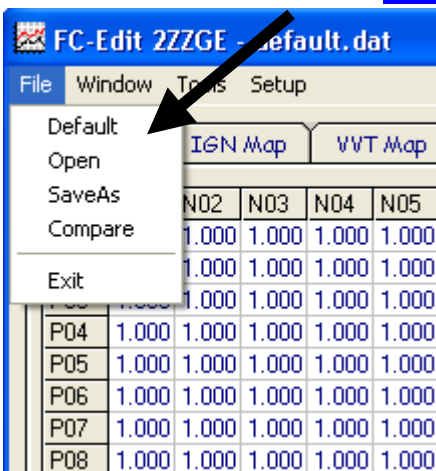 FC-Edit 2ZZGE - default.dat
File Window Tools Setup
Default
Open
SaveAs
Compare
Exit
IGN Map VVT Map
N02 N03 N04 N05
1.000 1.000 1.000 1.000
1.000 1.000 1.000 1.000
1.000 1.000 1.000 1.000
P04 1.000 1.000 1.000 1.000 1.000
P05 1.000 1.000 1.000 1.000 1.000
P06 1.000 1.000 1.000 1.000 1.000
P07 1.000 1.000 1.000 1.000 1.000
P08 1.000 1.000 1.000 1.000 1.000